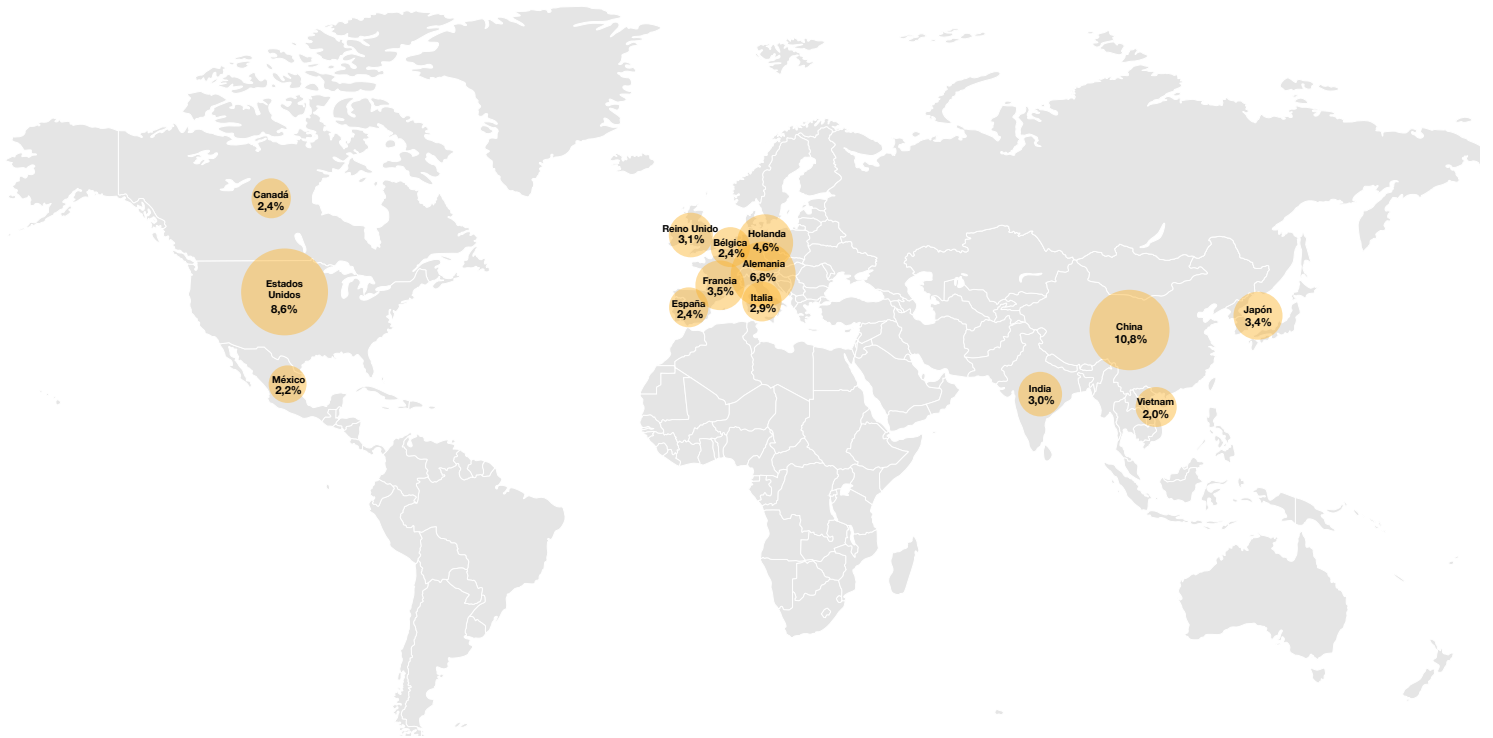 Canadá
2,4%
Estados
Unidos
8,6%
México
2,2%
Reino Unido
3,1%
Bélgica
2,4%
Holanda
4,6%
Alemania
6,8%
Francia
3,5%
España
2,4%
Italia
2,9%
China
10,8%
Japón
3,4%
India
3,0%
Vietnam
2,0%